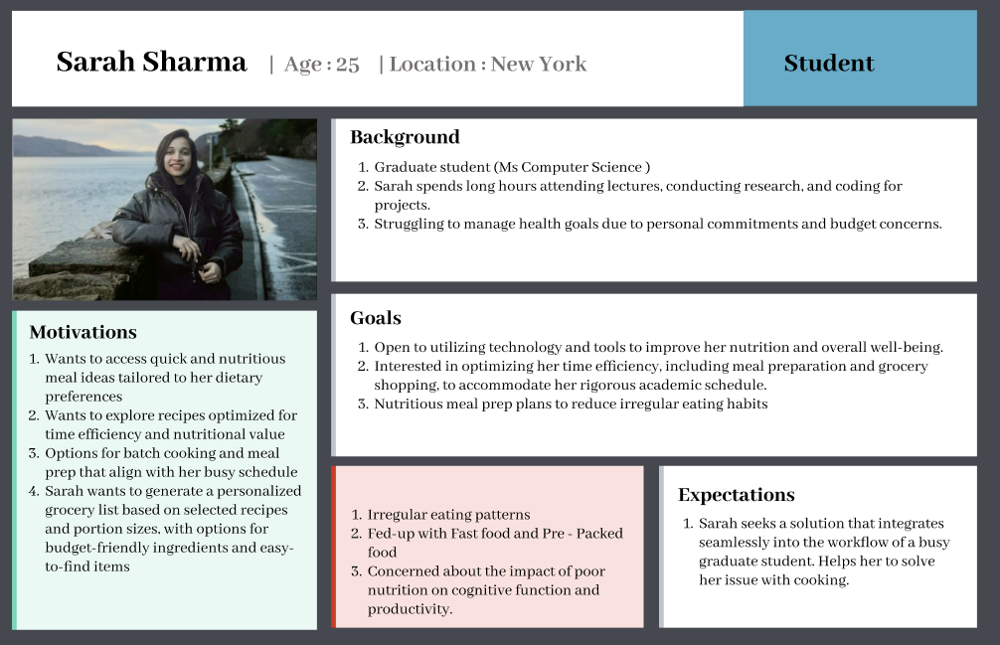 Sarah Sharma | Age : 25 | Location : New York
Student
Background
1. Graduate student (Ms Computer Science )
2. Sarah spends long hours attending lectures, conducting research, and coding for
projects.
3. Struggling to manage health goals due to personal commitments and budget concerns.
Goals
1. Open to utilizing technology and tools to improve her nutrition and overall well-being.
2. Interested in optimizing her time efficiency, including meal preparation and grocery
shopping, to accommodate her rigorous academic schedule.
3. Nutritious meal prep plans to reduce irregular eating habits
Motivations
1. Wants to access quick and nutritious
meal ideas tailored to her dietary
preferences
2. Wants to explore recipes optimized for
time efficiency and nutritional value
3. Options for batch cooking and meal
prep that align with her busy schedule
4. Sarah wants to generate a personalized
grocery list based on selected recipes
and portion sizes, with options for
budget-friendly ingredients and easy-
to-find items
1. Irregular eating patterns
2. Fed-up with Fast food and Pre - Packed
food
3. Concerned about the impact of poor
nutrition on cognitive function and
productivity.
Expectations
1. Sarah seeks a solution that integrates
seamlessly into the workflow of a busy
graduate student. Helps her to solve
her issue with cooking.